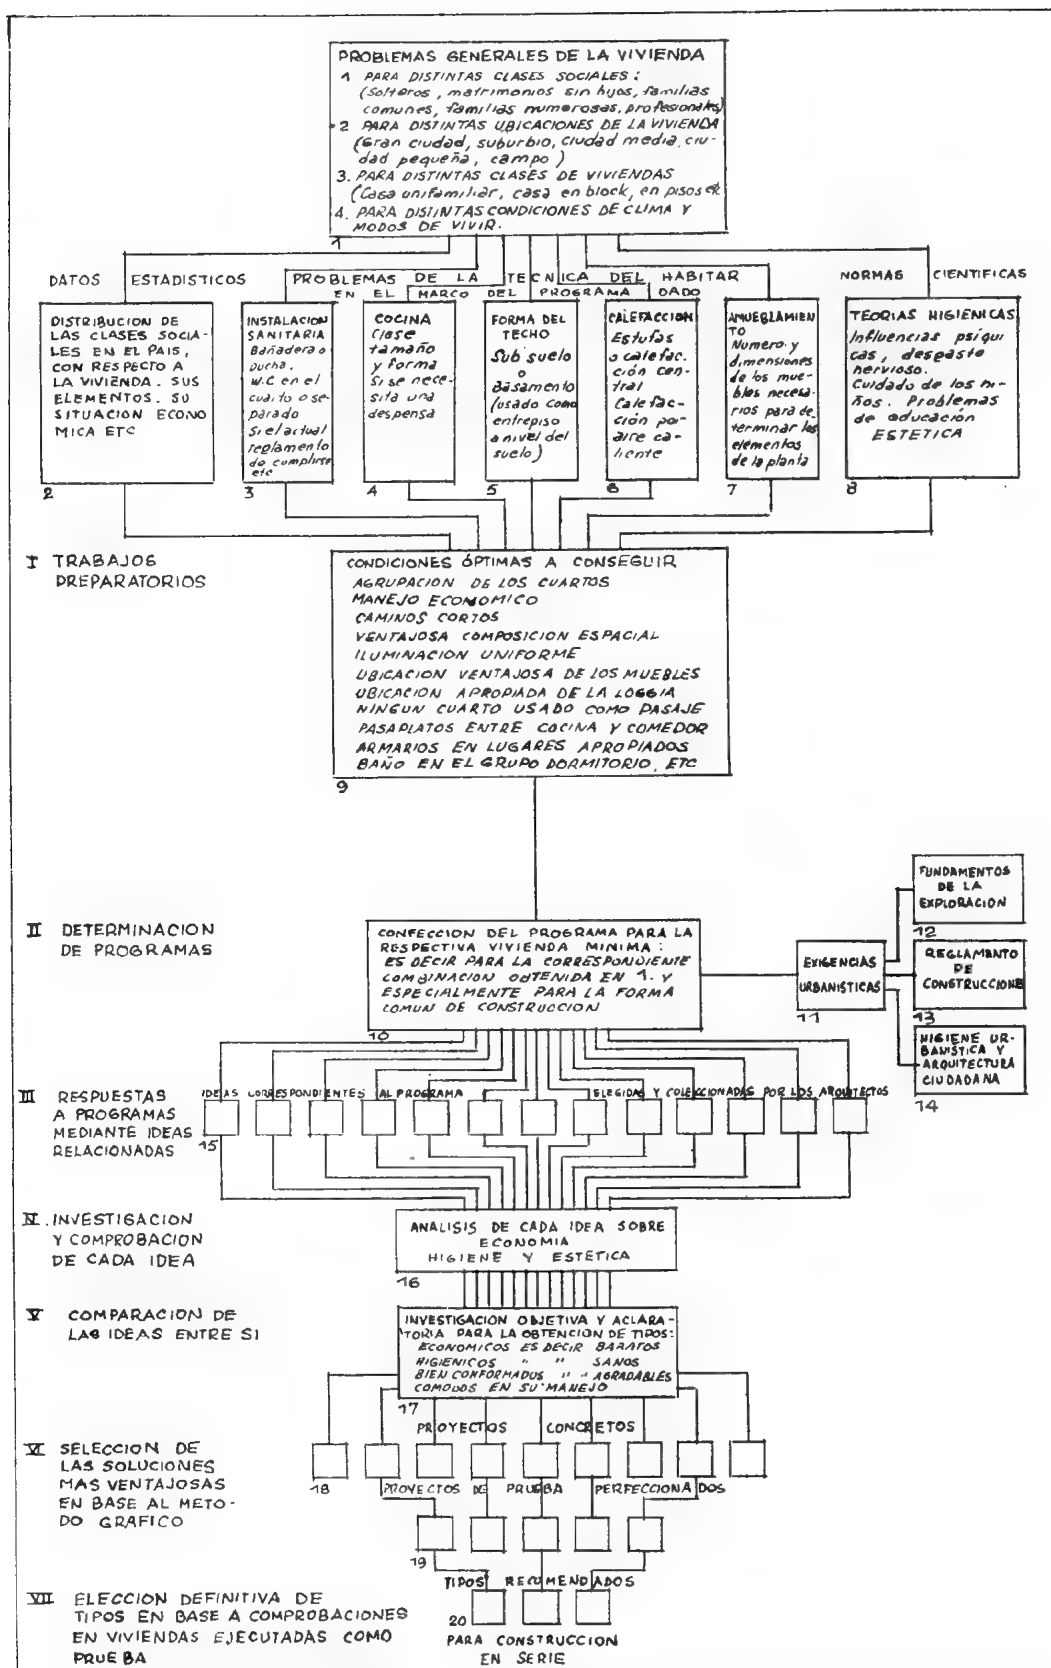 PROBLEMAS GENERALES DE LA VIVIENDA
1 PARA DISTINTAS CLASES SOCIALES:
(Solteros, matrimonios sin hijos, familias
comunes, familias numerosas, profesionales)
2 PARA DISTINTAS UBICACIONES DE LA VIVIENDA
(Gran ciudad, suburbio, ciudad media, ciu-
dad pequeña, campo)
3. PARA DISTINTAS CLASES DE VIVIENDAS
(Casa unifamiliar, casa en block, en pisos etc
4. PARA DISTINTAS CONDICIONES DE CLIMA Y
MODOS DE VIVIR.
1
DATOS ESTADISTICOS
PROBLEMAS DE LA TECNICA DEL HABITAR
EN EL MARCO DEL PROGRAMA DADO
NORMAS CIENTIFICAS
DISTRIBUCION DE
LAS CLASES SOCIA-
LES EN EL PAIS,
CON RESPECTO A
LA VIVIENDA. SUS
ELEMENTOS. SU
SITUACION ECONO
MICA ETC
2
INSTALACION
SANITARIA
Bañadera o
Ducha.
W.C en el
cuarto o se-
parado
Si el actual
reglamento
de cumplirse
etc
3
COCINA
Clase
tamaño
y forma
Si se nece-
sita una
despensa
4
FORMA DEL
TECHO
Sub'suelo
o
Basamento
(usado como
entrepiso
a nivel del
suelo)
5
CALEFACCION
Estufas
o calefac.
ción cen-
tral
Calefac-
ción por
aire ca-
liente
6
AMUEBLAMIEN
TO
Numero y
dimensiones
de los mue-
bles necesa-
rios para de-
terminar los
elementos
de la planta
7
TEORIAS HIGIENICAS
Influencias psiqui
cas, desgaste
nervioso.
Cuidado de los ni-
ños. Problemas
de educación
ESTETICA
8
I TRABAJOS
PREPARATORIOS
CONDICIONES ÓPTIMAS A CONSEGUIR
AGRUPACION DE LOS CUARTOS
MANEJO ECONOMICO
CAMINOS CORTOS
VENTAJOSA COMPOSICION ESPACIAL
ILUMINACION UNIFORME
UBICACION VENTAJOSA DE LOS MUEBLES
UBICACION APROPIADA DE LA LOGGIA
NINGUN CUARTO USADO COMO PASAJE
PASAPLATOS ENTRE COCINA Y COMEDOR
ARMARIOS EN LUGARES APROPIADOS
BAÑO EN EL GRUPO DORMITORIO, ETC
9
II DETERMINACION
DE PROGRAMAS
CONFECCION DEL PROGRAMA PARA LA
RESPECTIVA VIVIENDA MINIMA:
ES DECIR PARA LA CORRESPONDIENTE
COMBINACION OBTENIDA EN 1. Y
ESPECIALMENTE PARA LA FORMA
COMUN DE CONSTRUCCION
10
EXIGENCIAS
URBANISTICAS
11
FUNDAMENTOS
DE LA
EXPLORACION
12
REGLAMENTO
DE
CONSTRUCCIONES
13
HIGIENE UR-
BANISTICA Y
ARQUITECTURA
CIUDADANA
14
III RESPUESTAS
A PROGRAMAS
MEDIANTE IDEAS
RELACIONADAS
IDEAS CORRESPONDIENTES AL PROGRAMA ELEGIDAS Y COLECCIONADAS POR LOS ARQUITECTOS
15
IV. INVESTIGACION
Y COMPROBACION
DE CADA IDEA
ANALISIS DE CADA IDEA SOBRE
ECONOMIA
HIGIENE Y ESTETICA
16
V COMPARACION DE
LAS IDEAS ENTRE SI
INVESTIGACION OBJETIVA Y ACLARA-
TORIA PARA LA OBTENCION DE TIPOS:
ECONOMICOS ES DECIR BARATOS
HIGIENICOS " " SANOS
BIEN CONFORMADOS " " AGRADABLES
COMODOS EN SU MANEJO
17
PROYECTOS CONCRETOS
VI SELECCION DE
LAS SOLUCIONES
MAS VENTAJOSAS
EN BASE AL METO-
DO GRAFICO
18
PROYECTOS DE PRUEBA PERFECCIONADOS
19
TIPOS RECOMENDADOS
VII ELECCION DEFINITIVA DE
TIPOS EN BASE A COMPROBACIONES
EN VIVIENDAS EJECUTADAS COMO
PRUEBA
20
PARA CONSTRUCCION
EN SERIE